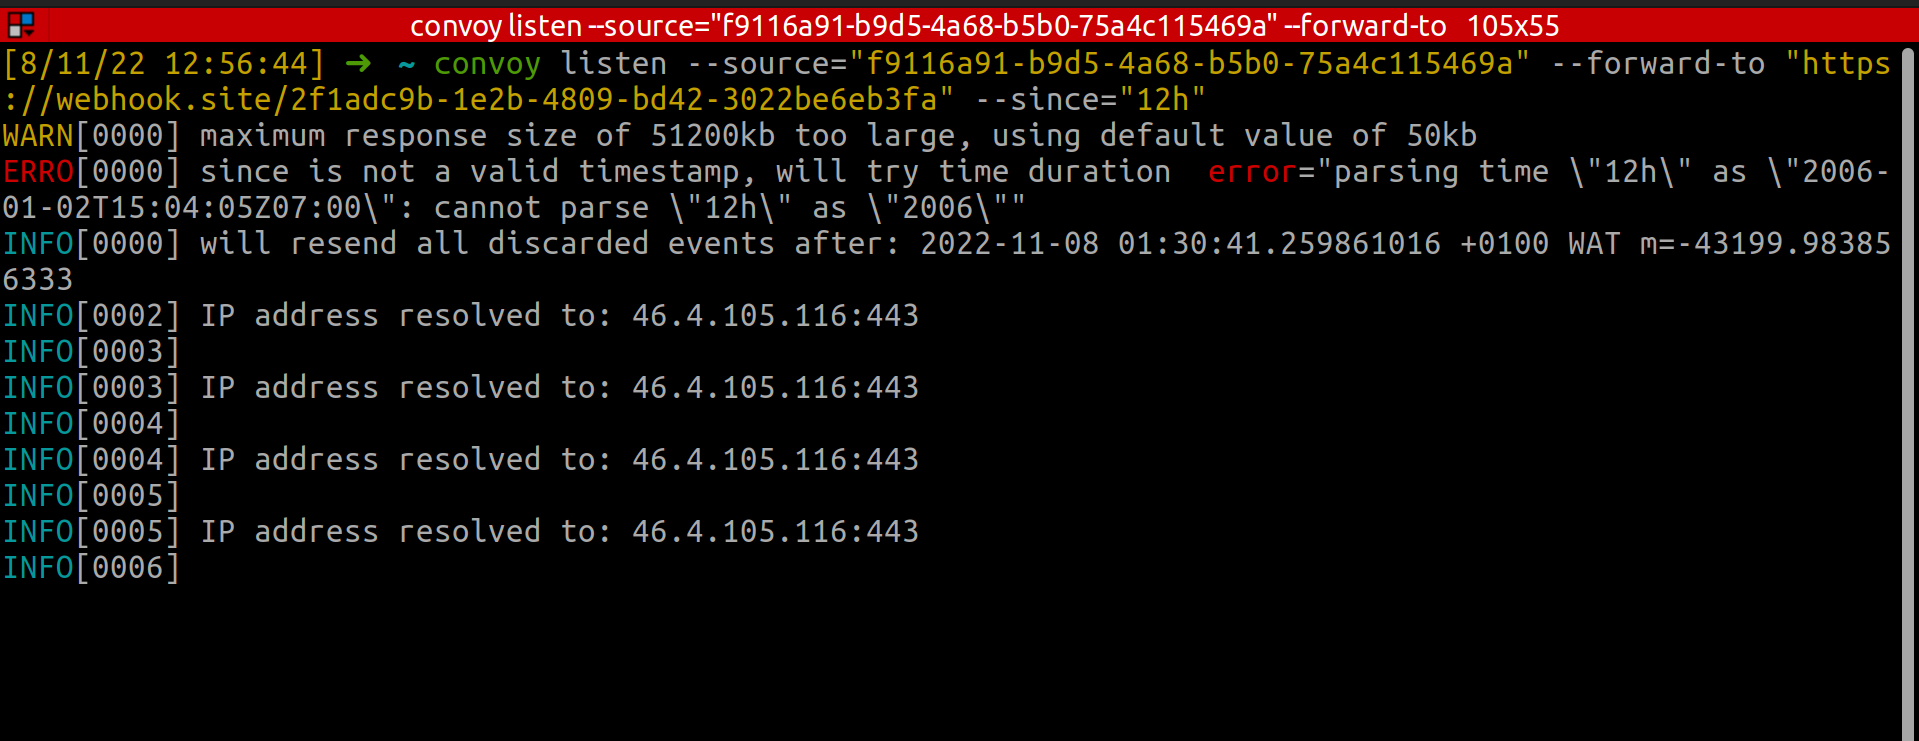 convoy listen --source="f9116a91-b9d5-4a68-b5b0-75a4c115469a" --forward-to 105x55
[8/11/22 12:56:44] ➜ ~ convoy listen --source="f9116a91-b9d5-4a68-b5b0-75a4c115469a" --forward-to "https
://webhook.site/2f1adc9b-1e2b-4809-bd42-3022be6eb3fa" --since="12h"
WARN[0000] maximum response size of 51200kb too large, using default value of 50kb
ERRO[0000] since is not a valid timestamp, will try time duration  error="parsing time \"12h\" as \"2006-
01-02T15:04:05Z07:00\": cannot parse \"12h\" as \"2006\""
INFO[0000] will resend all discarded events after: 2022-11-08 01:30:41.259861016 +0100 WAT m=-43199.98385
6333
INFO[0002] IP address resolved to: 46.4.105.116:443
INFO[0003]
INFO[0003] IP address resolved to: 46.4.105.116:443
INFO[0004]
INFO[0004] IP address resolved to: 46.4.105.116:443
INFO[0005]
INFO[0005] IP address resolved to: 46.4.105.116:443
INFO[0006]